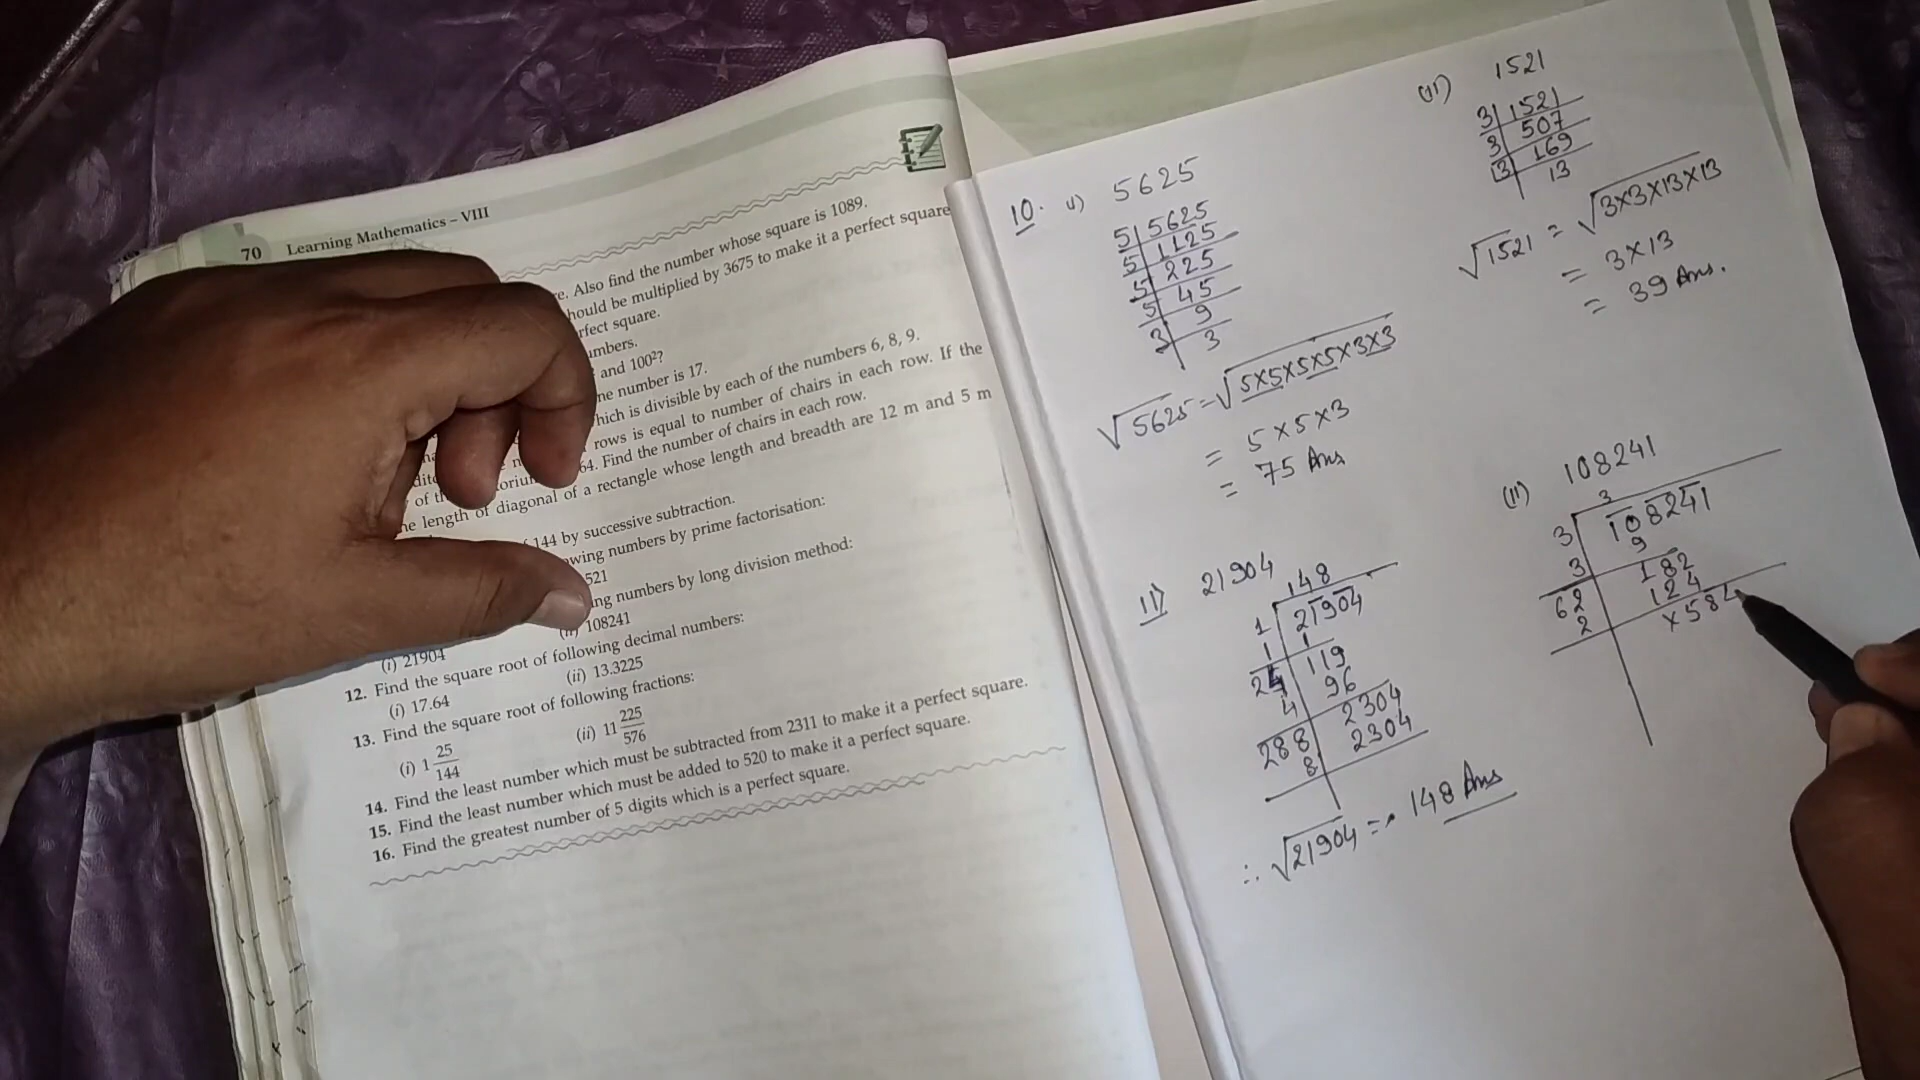 70 Learning Mathematics – VIII
e. Also find the number whose square is 1089.
hould be multiplied by 3675 to make it a perfect square
rfect square.
umbers.
and 100²?
ne number is 17.
hich is divisible by each of the numbers 6, 8, 9.
rows is equal to number of chairs in each row. If the
64. Find the number of chairs in each row.
length of diagonal of a rectangle whose length and breadth are 12 m and 5 m
144 by successive subtraction.
wing numbers by prime factorisation:
521
ing numbers by long division method:
(i) 21904 (ii) 108241
12. Find the square root of following decimal numbers:
(i) 17.64 (ii) 13.3225
13. Find the square root of following fractions:
(i) 1 25/144 (ii) 11 225/576
14. Find the least number which must be subtracted from 2311 to make it a perfect square.
15. Find the least number which must be added to 520 to make it a perfect square.
16. Find the greatest number of 5 digits which is a perfect square.
10. i) 5625
5 5625
5 1125
5 225
5 45
3 9
3
√5625 = √5×5×5×5×3×3
= 5×5×3
= 75 Ans
(ii) 1521
3 1521
3 507
13 169
13
√1521 = √3×3×13×13
= 3×13
= 39 Ans.
11) 21904
148
1 21904
1 1
24 119
4 96
288 2304
8 2304
∴ √21904 = 148 Ans
(ii) 108241
3
3 108241
3 9
62 182
2 124
×584